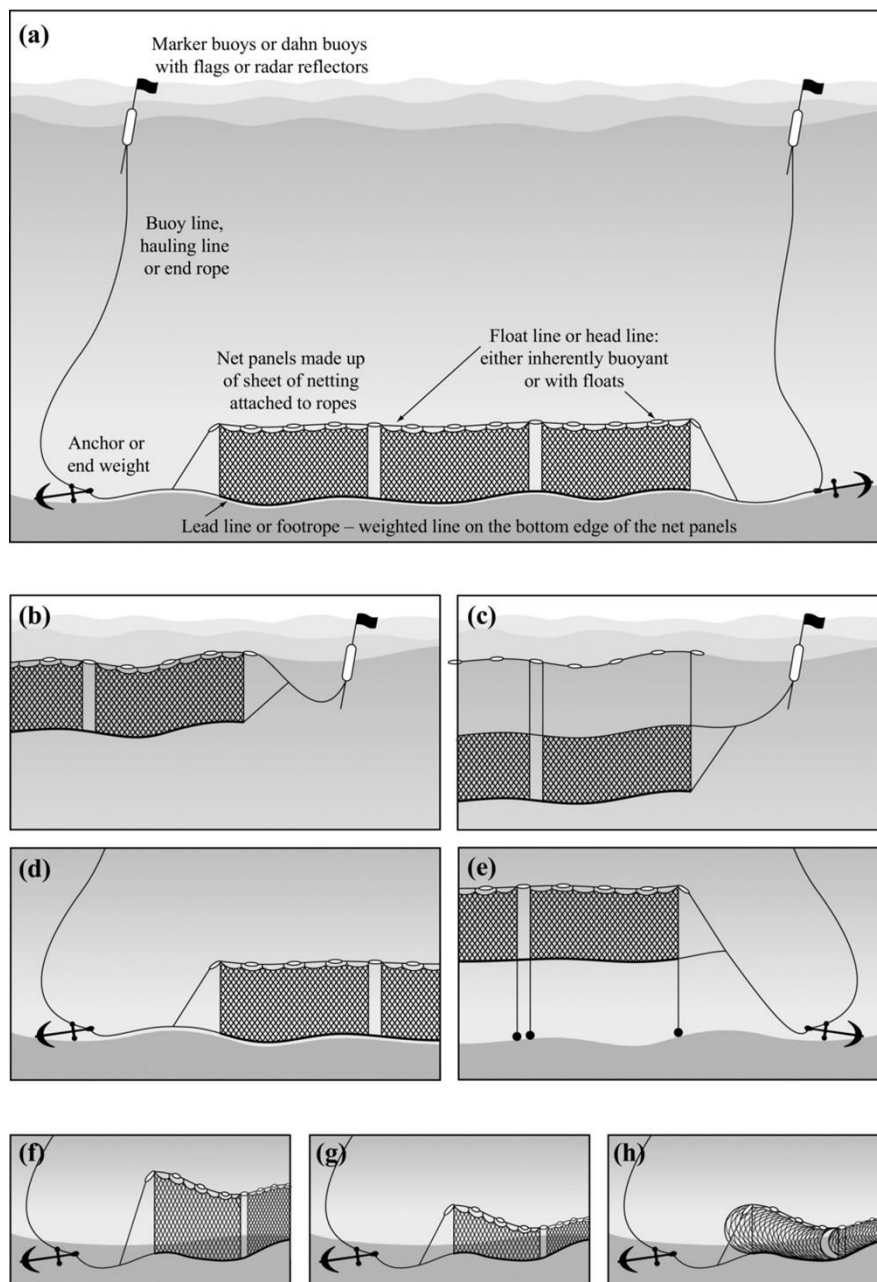 (a)
Marker buoys or dahn buoys
with flags or radar reflectors
Buoy line,
hauling line
or end rope
Float line or head line:
either inherently buoyant
or with floats
Net panels made up
of sheet of netting
attached to ropes
Anchor or
end weight
Lead line or footrope – weighted line on the bottom edge of the net panels
(b)
(c)
(d)
(e)
(f)
(g)
(h)